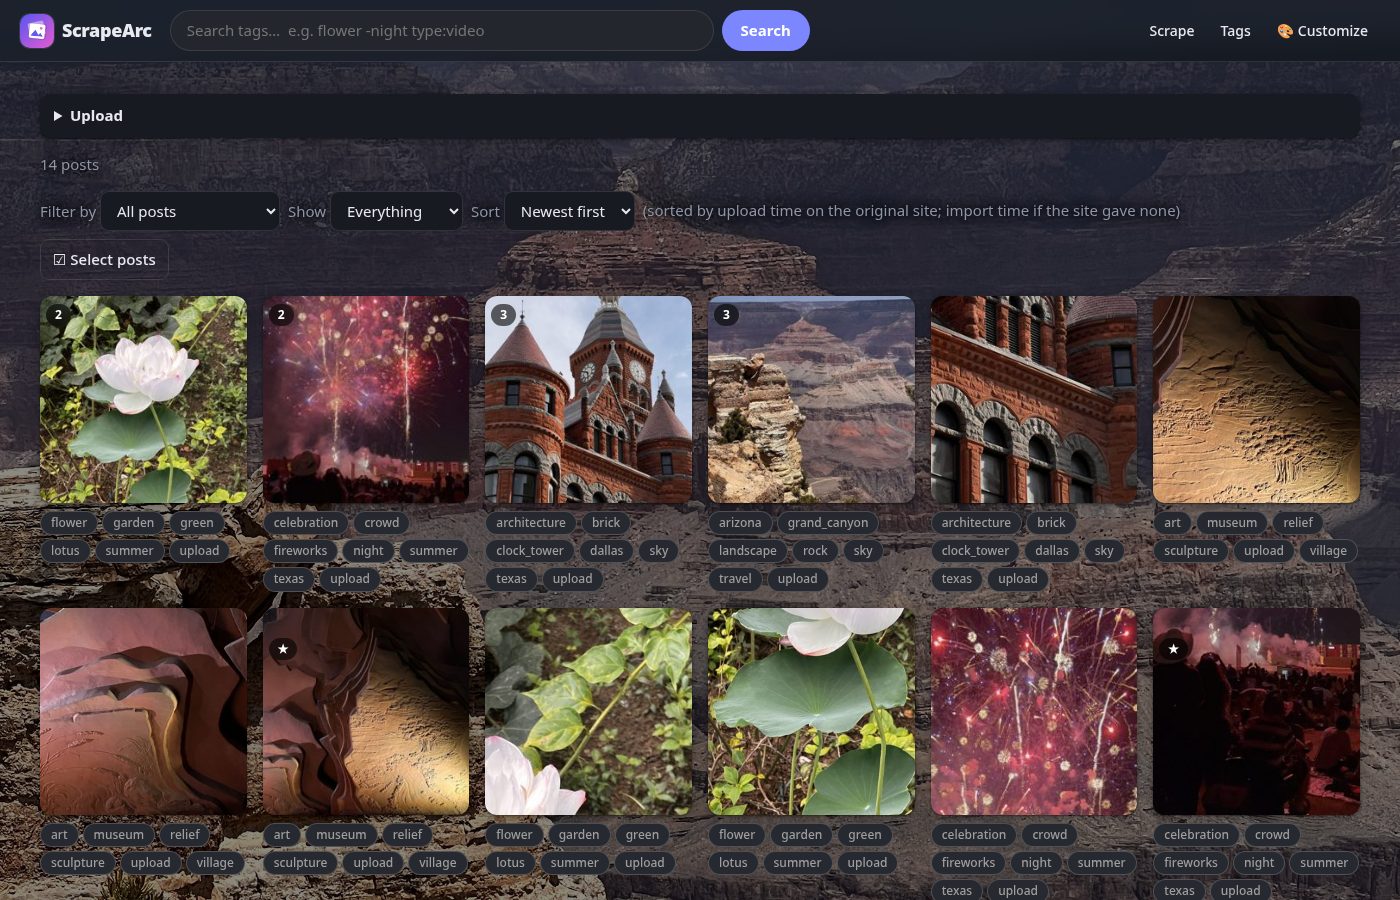 ScrapeArc
Search tags... e.g. flower -night type:video
Search
Scrape
Tags
🎨 Customize
▶ Upload
14 posts
Filter by All posts Show Everything Sort Newest first (sorted by upload time on the original site; import time if the site gave none)
☑ Select posts
2
2
3
3
flower garden green
lotus summer upload
celebration crowd
fireworks night summer
texas upload
architecture brick
clock_tower dallas sky
texas upload
arizona grand_canyon
landscape rock sky
travel upload
architecture brick
clock_tower dallas sky
texas upload
art museum relief
sculpture upload village
★
★
art museum relief
sculpture upload village
art museum relief
sculpture upload village
flower garden green
lotus summer upload
flower garden green
lotus summer upload
celebration crowd
fireworks night summer
texas upload
celebration crowd
fireworks night summer
texas upload